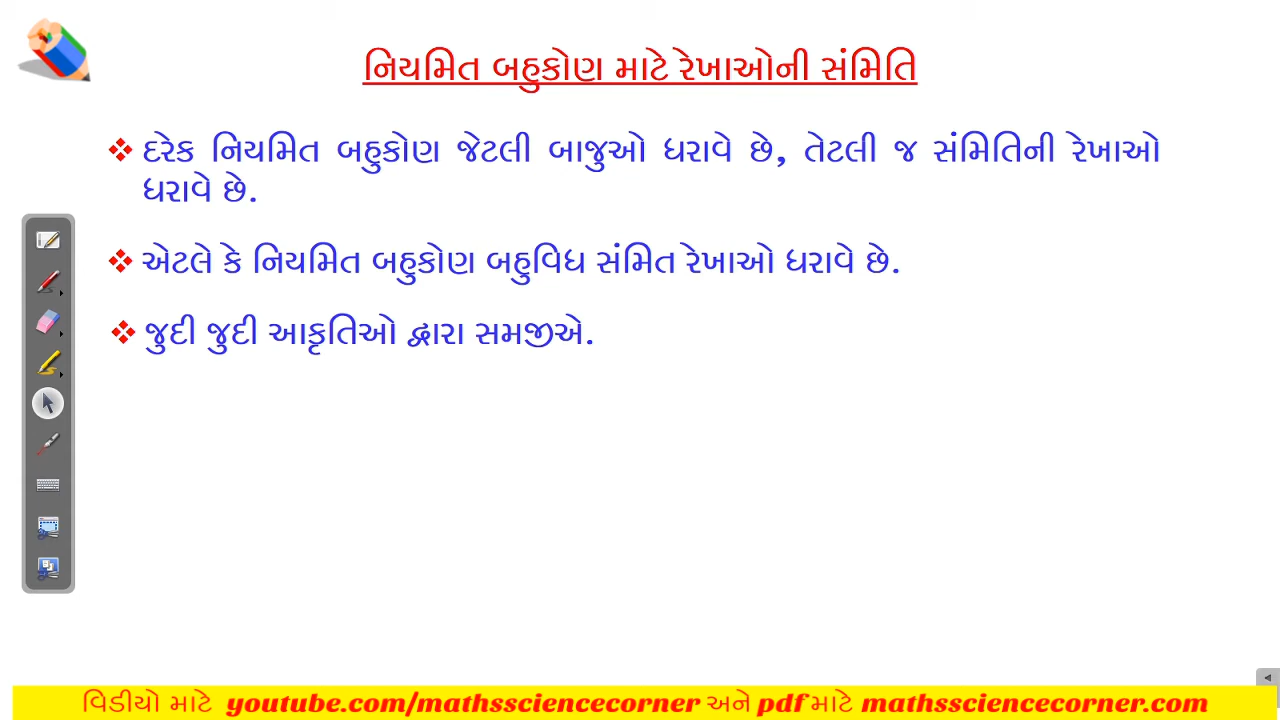 નિયમિત બહુકોણ માટે રેખાઓની સંમિતિ
❖ દરેક નિયમિત બહુકોણ જેટલી બાજુઓ ધરાવે છે, તેટલી જ સંમિતિની રેખાઓ
ધરાવે છે.
❖ એટલે કે નિયમિત બહુકોણ બહુવિધ સંમિત રેખાઓ ધરાવે છે.
❖ જુદી જુદી આકૃતિઓ દ્વારા સમજીએ.
વિડીયો માટે youtube.com/mathssciencecorner અને pdf માટે mathssciencecorner.com